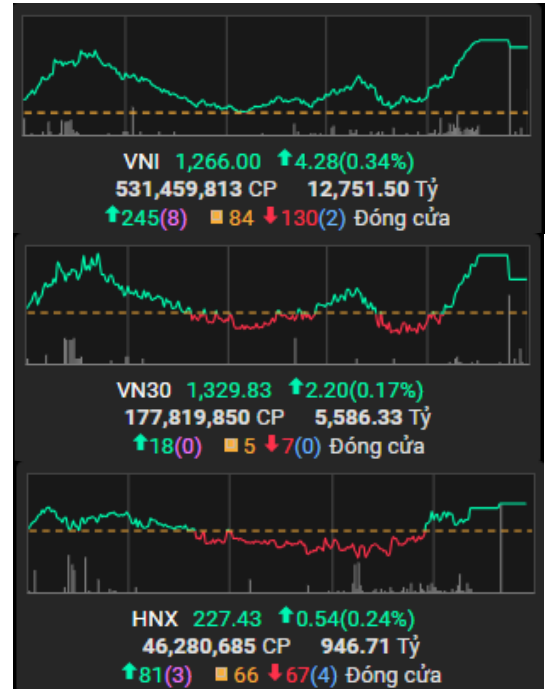 VNI 1,266.00 4.28(0.34%)
531,459,813 CP 12,751.50 Tỷ
245(8) 84 130(2) Đóng cửa
VN30 1,329.83 2.20(0.17%)
177,819,850 CP 5,586.33 Tỷ
18(0) 5 7(0) Đóng cửa
HNX 227.43 0.54(0.24%)
46,280,685 CP 946.71 Tỷ
81(3) 66 67(4) Đóng cửa